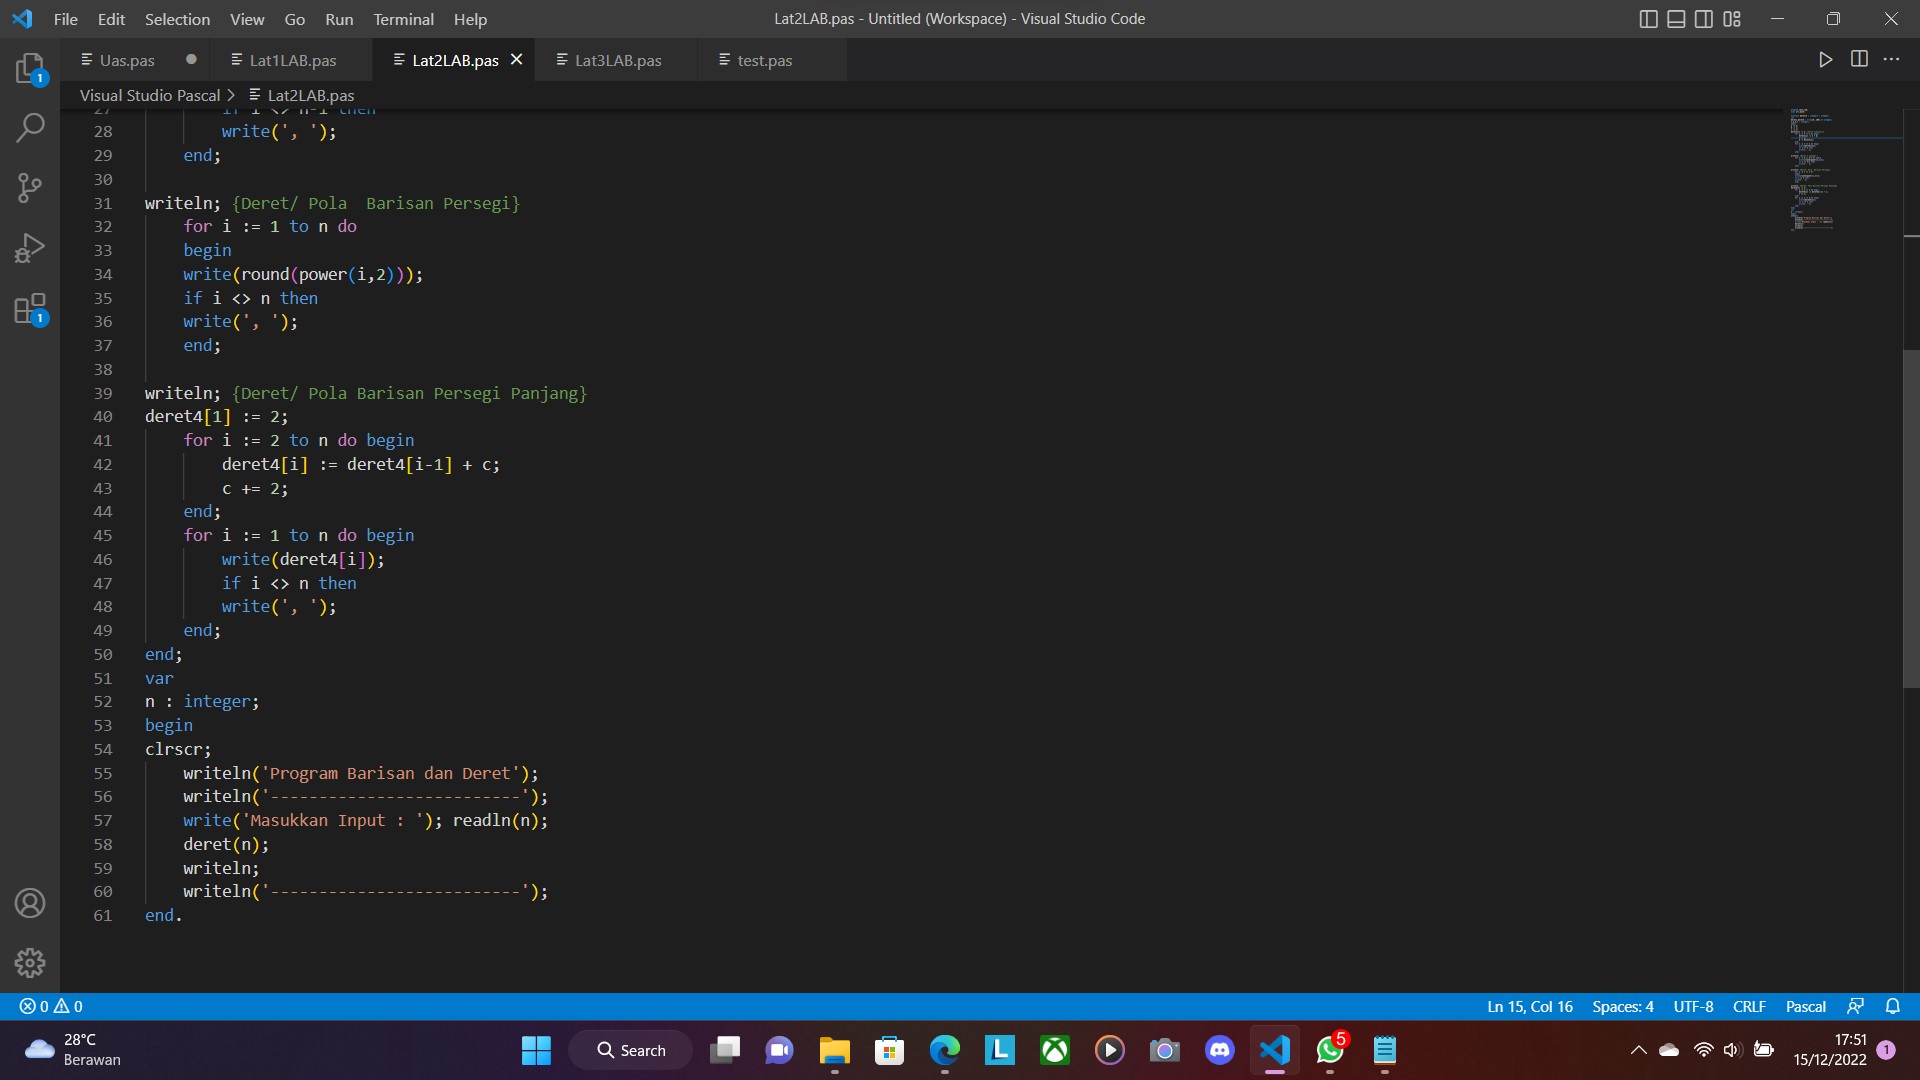 File Edit Selection View Go Run Terminal Help
Lat2LAB.pas - Untitled (Workspace) - Visual Studio Code
Uas.pas Lat1LAB.pas Lat2LAB.pas Lat3LAB.pas test.pas
Visual Studio Pascal > Lat2LAB.pas
27 if i <> n-1 then
28 write(', ');
29 end;
30
31 writeln; {Deret/ Pola  Barisan Persegi}
32 for i := 1 to n do
33 begin
34 write(round(power(i,2)));
35 if i <> n then
36 write(', ');
37 end;
38
39 writeln; {Deret/ Pola Barisan Persegi Panjang}
40 deret4[1] := 2;
41 for i := 2 to n do begin
42 deret4[i] := deret4[i-1] + c;
43 c += 2;
44 end;
45 for i := 1 to n do begin
46 write(deret4[i]);
47 if i <> n then
48 write(', ');
49 end;
50 end;
51 var
52 n : integer;
53 begin
54 clrscr;
55 writeln('Program Barisan dan Deret');
56 writeln('--------------------------');
57 write('Masukkan Input : '); readln(n);
58 deret(n);
59 writeln;
60 writeln('--------------------------');
61 end.
1
1
0 0
Ln 15, Col 16 Spaces: 4 UTF-8 CRLF Pascal
28°C
Berawan
Search
L
5
17:51
15/12/2022
1